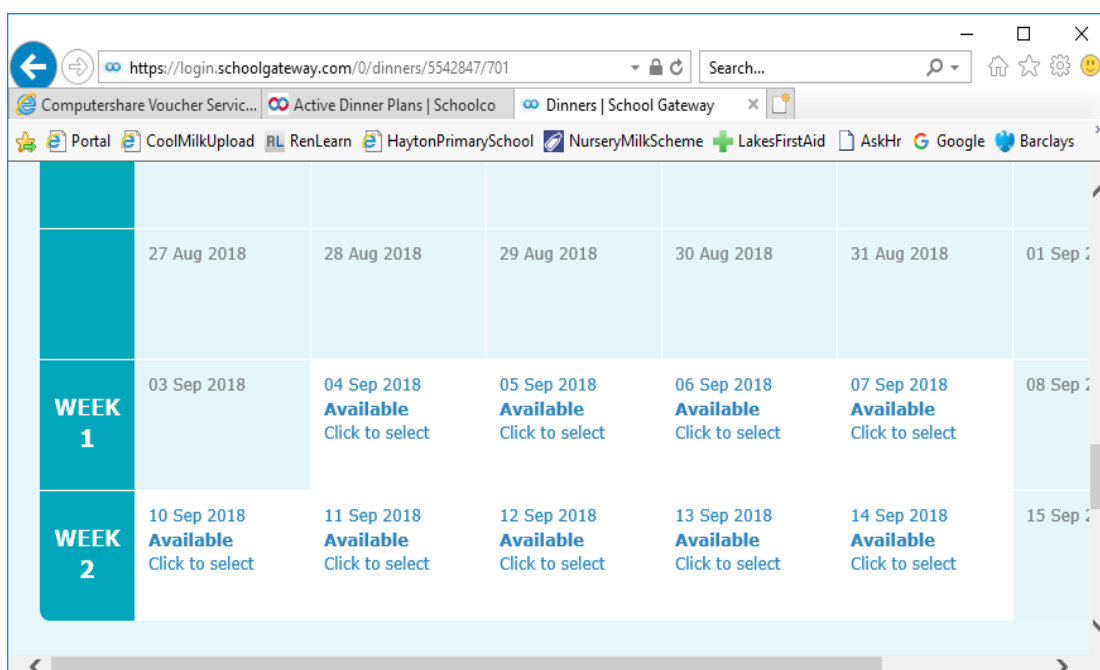 https://login.schoolgateway.com/0/dinners/5542847/701 Search...
Computershare Voucher Servic... Active Dinner Plans | Schoolco Dinners | School Gateway
Portal CoolMilkUpload RL RenLearn HaytonPrimarySchool NurseryMilkScheme LakesFirstAid AskHr G Google Barclays
27 Aug 2018 28 Aug 2018 29 Aug 2018 30 Aug 2018 31 Aug 2018 01 Sep
WEEK 1
03 Sep 2018 04 Sep 2018 05 Sep 2018 06 Sep 2018 07 Sep 2018 08 Sep
Available Available Available Available
Click to select Click to select Click to select Click to select
WEEK 2
10 Sep 2018 11 Sep 2018 12 Sep 2018 13 Sep 2018 14 Sep 2018 15 Sep
Available Available Available Available Available
Click to select Click to select Click to select Click to select Click to select